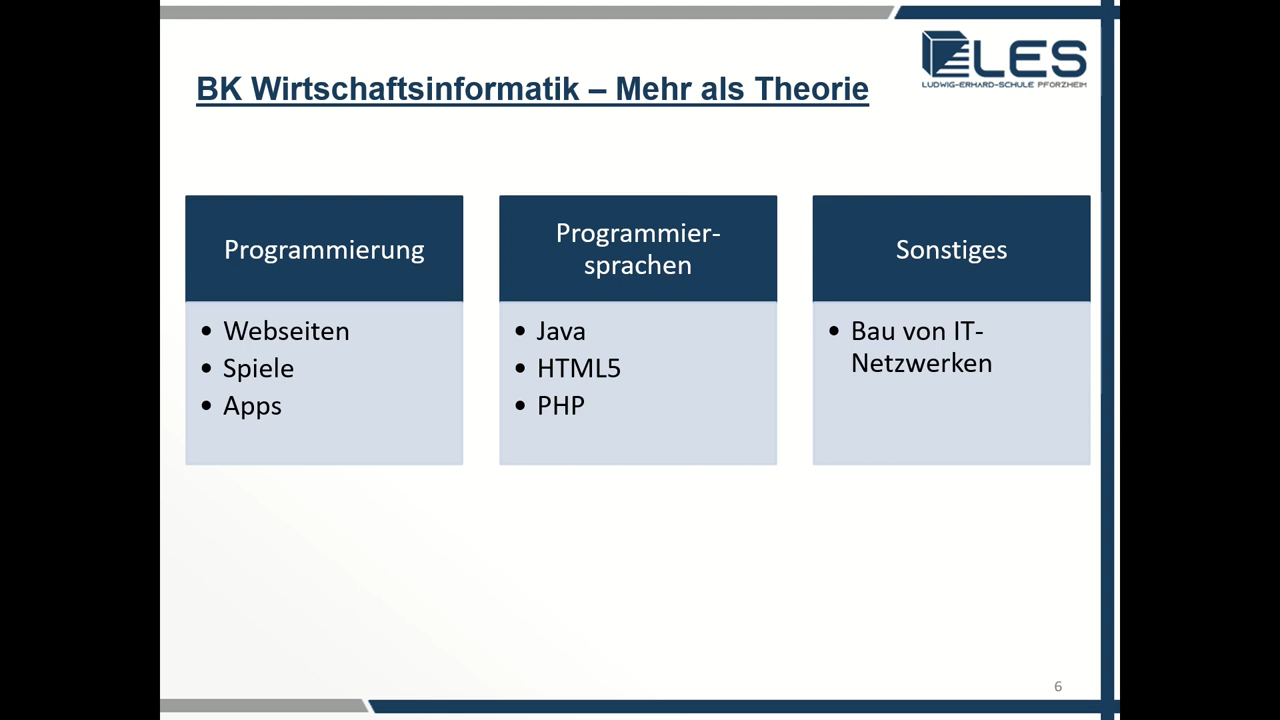 LES
LUDWIG-ERHARD-SCHULE PFORZHEIM
BK Wirtschaftsinformatik – Mehr als Theorie
Programmierung
• Webseiten
• Spiele
• Apps
Programmier-
sprachen
• Java
• HTML5
• PHP
Sonstiges
• Bau von IT-
Netzwerken
6